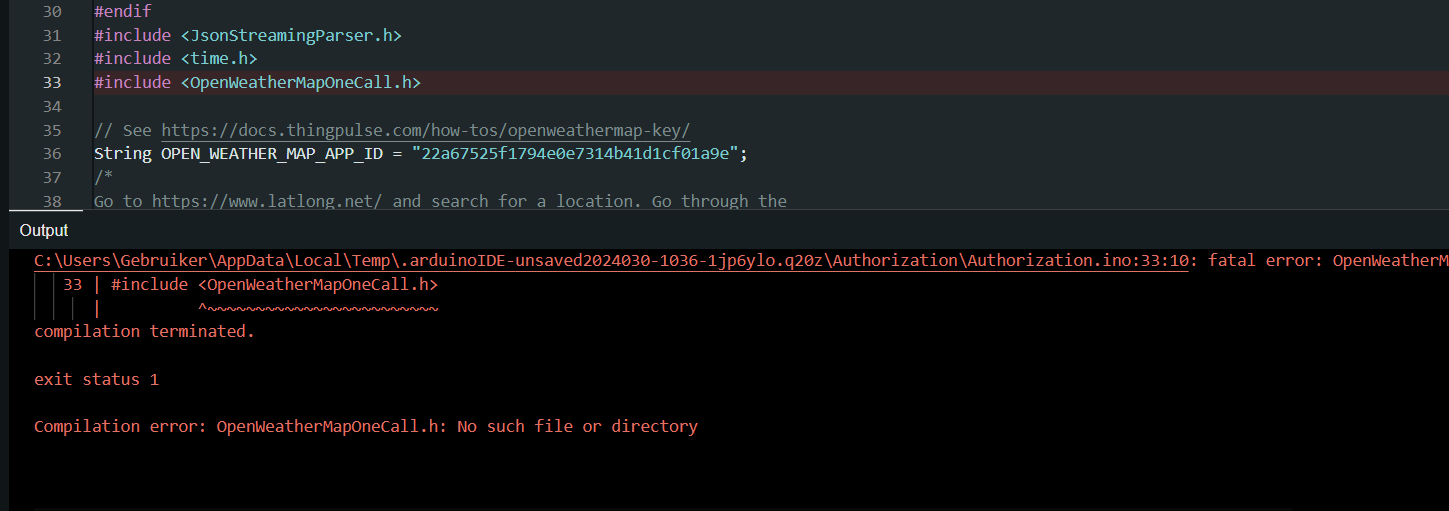 30 #endif
31 #include <JsonStreamingParser.h>
32 #include <time.h>
33 #include <OpenWeatherMapOneCall.h>
34
35 // See https://docs.thingpulse.com/how-tos/openweathermap-key/
36 String OPEN_WEATHER_MAP_APP_ID = "22a67525f1794e0e7314b41d1cf01a9e";
37 /*
38 Go to https://www.latlong.net/ and search for a location. Go through the
Output
C:\Users\Gebruiker\AppData\Local\Temp\.arduinoIDE-unsaved2024030-1036-1jp6ylo.q20z\Authorization\Authorization.ino:33:10: fatal error: OpenWeatherM
33 | #include <OpenWeatherMapOneCall.h>
| ^~~~~~~~~~~~~~~~~~~~~~~~~
compilation terminated.
exit status 1
Compilation error: OpenWeatherMapOneCall.h: No such file or directory